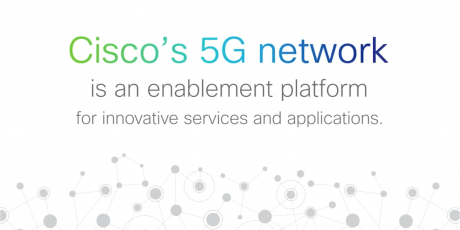 Cisco’s 5G network
is an enablement platform
for innovative services and applications.